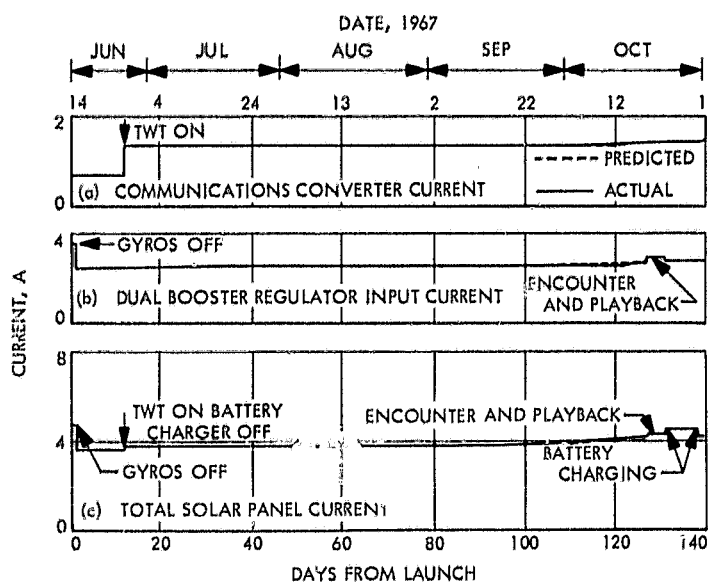 DATE, 1967
JUN JUL AUG SEP OCT
14 4 24 13 2 22 12 1
2
TWT ON
PREDICTED
ACTUAL
(a) COMMUNICATIONS CONVERTER CURRENT
0
4
GYROS OFF
ENCOUNTER
AND PLAYBACK
(b) DUAL BOOSTER REGULATOR INPUT CURRENT
0
CURRENT, A
8
TWT ON BATTERY
CHARGER OFF
ENCOUNTER AND PLAYBACK
4
GYROS OFF
BATTERY
CHARGING
(c) TOTAL SOLAR PANEL CURRENT
0
0 20 40 60 80 100 120 140
DAYS FROM LAUNCH